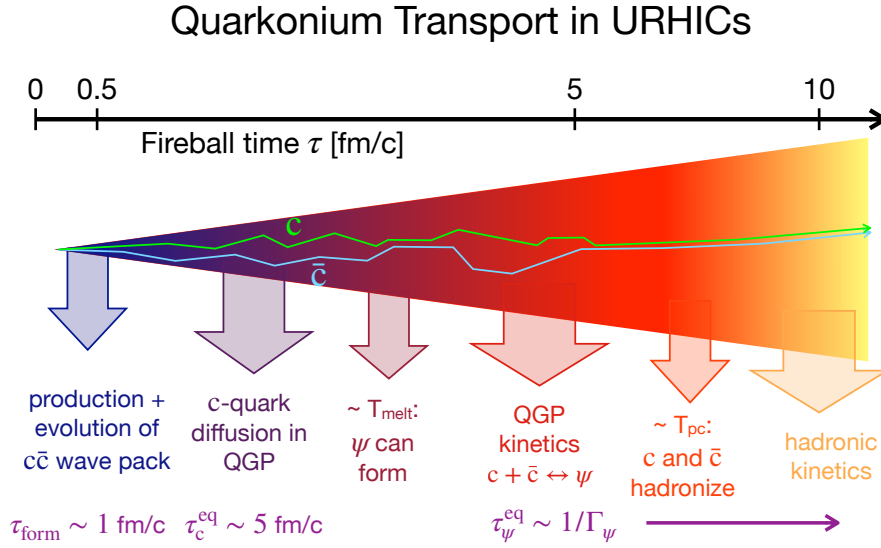 Quarkonium Transport in URHICs
0 0.5 5 10
Fireball time τ [fm/c]
c
c̄
production +
evolution of
cc̄ wave pack
c-quark
diffusion in
QGP
~ T_melt:
ψ can
form
QGP
kinetics
c + c̄ ↔ ψ
~ T_pc:
c and c̄
hadronize
hadronic
kinetics
τ_form ∼ 1 fm/c
τ_c^eq ∼ 5 fm/c
τ_ψ^eq ∼ 1/Γ_ψ